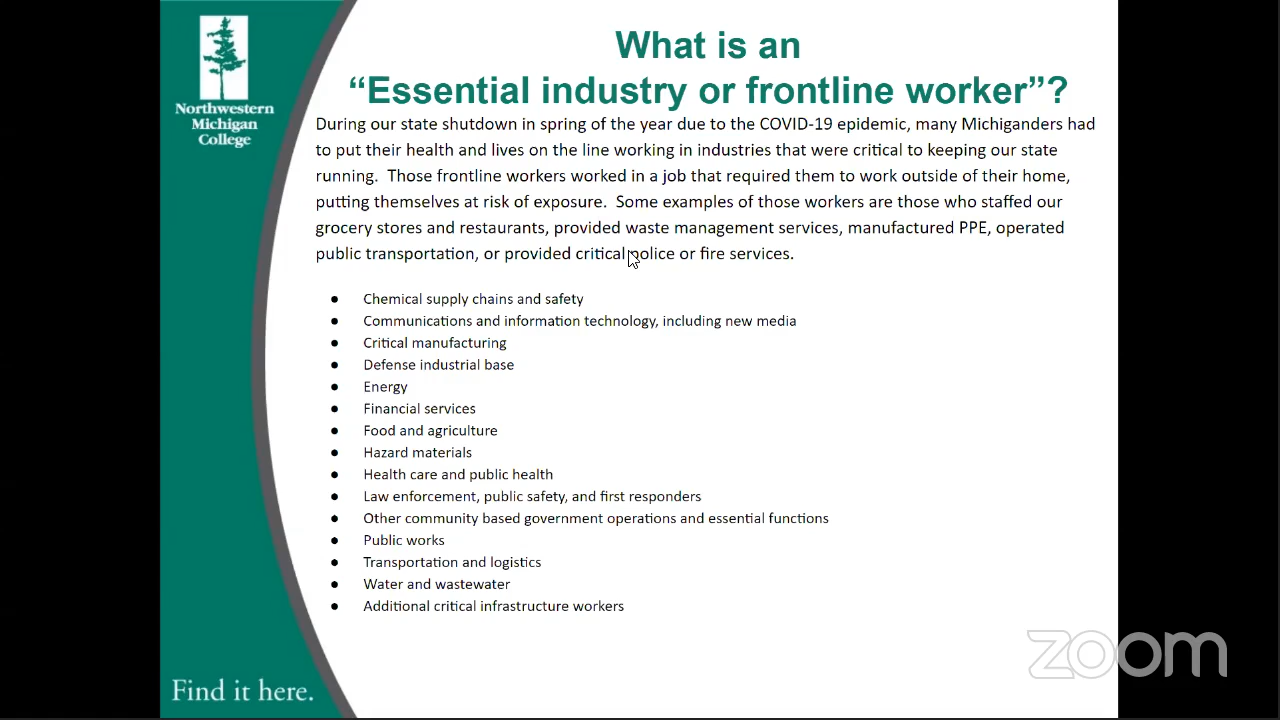 Northwestern
Michigan
College
What is an
“Essential industry or frontline worker”?
During our state shutdown in spring of the year due to the COVID-19 epidemic, many Michiganders had
to put their health and lives on the line working in industries that were critical to keeping our state
running.  Those frontline workers worked in a job that required them to work outside of their home,
putting themselves at risk of exposure.  Some examples of those workers are those who staffed our
grocery stores and restaurants, provided waste management services, manufactured PPE, operated
public transportation, or provided critical police or fire services.
● Chemical supply chains and safety
● Communications and information technology, including new media
● Critical manufacturing
● Defense industrial base
● Energy
● Financial services
● Food and agriculture
● Hazard materials
● Health care and public health
● Law enforcement, public safety, and first responders
● Other community based government operations and essential functions
● Public works
● Transportation and logistics
● Water and wastewater
● Additional critical infrastructure workers
zoom
Find it here.